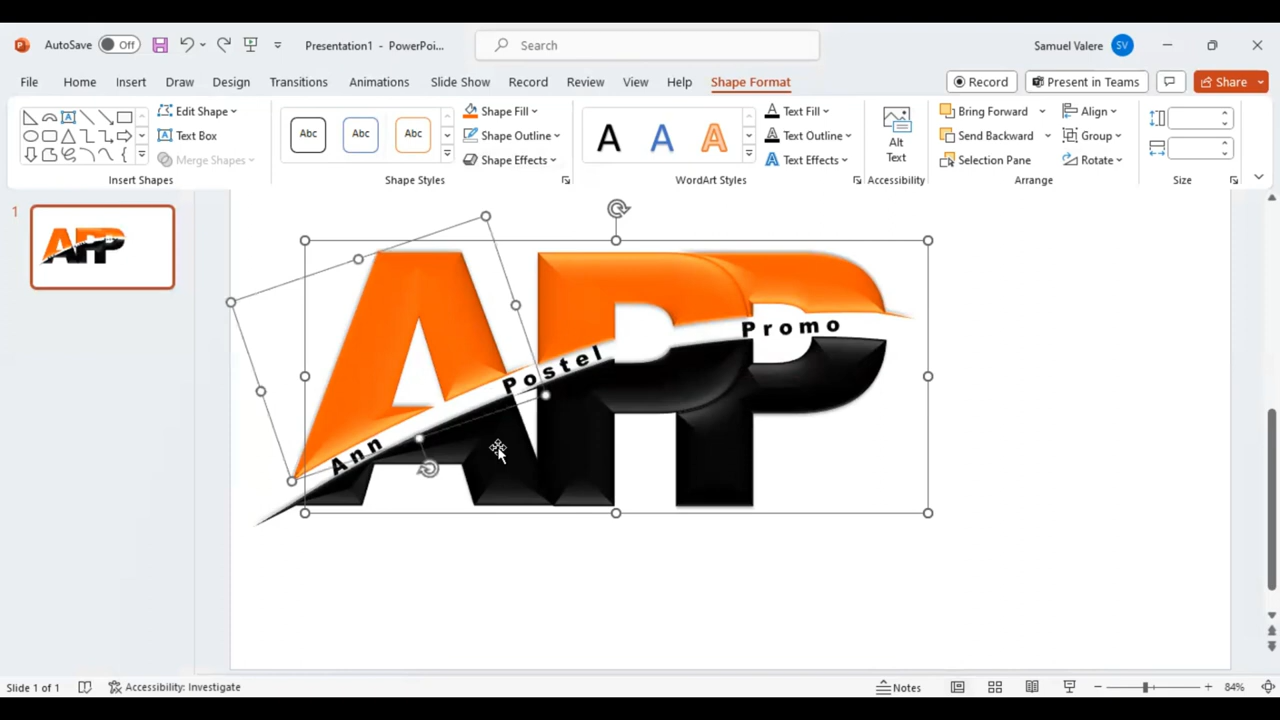 AutoSave Off Presentation1 - PowerPoi... Search Samuel Valere SV
File Home Insert Draw Design Transitions Animations Slide Show Record Review View Help Shape Format Record Present in Teams Share
Edit Shape Abc Abc Abc Shape Fill A A A Text Fill Bring Forward Align
Text Box Shape Outline Text Outline Alt Text Send Backward Group
Merge Shapes Shape Effects Text Effects Selection Pane Rotate
Insert Shapes Shape Styles WordArt Styles Accessibility Arrange Size
1
APP
APP
Ann Postel Promo
Slide 1 of 1 Accessibility: Investigate Notes 84%